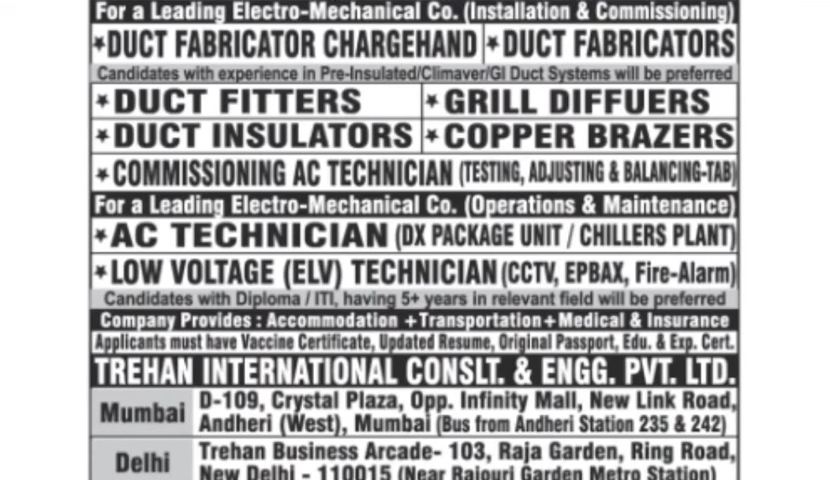 For a Leading Electro-Mechanical Co. (Installation & Commissioning)
*DUCT FABRICATOR CHARGEHAND *DUCT FABRICATORS
Candidates with experience in Pre-Insulated/Climaver/GI Duct Systems will be preferred
*DUCT FITTERS *GRILL DIFFUERS
*DUCT INSULATORS *COPPER BRAZERS
*COMMISSIONING AC TECHNICIAN (TESTING, ADJUSTING & BALANCING-TAB)
For a Leading Electro-Mechanical Co. (Operations & Maintenance)
*AC TECHNICIAN (DX PACKAGE UNIT / CHILLERS PLANT)
*LOW VOLTAGE (ELV) TECHNICIAN (CCTV, EPBAX, Fire-Alarm)
Candidates with Diploma / ITI, having 5+ years in relevant field will be preferred
Company Provides : Accommodation +Transportation+Medical & Insurance
Applicants must have Vaccine Certificate, Updated Resume, Original Passport, Edu. & Exp. Cert.
TREHAN INTERNATIONAL CONSLT. & ENGG. PVT. LTD.
Mumbai D-109, Crystal Plaza, Opp. Infinity Mall, New Link Road,
Andheri (West), Mumbai (Bus from Andheri Station 235 & 242)
Delhi Trehan Business Arcade- 103, Raja Garden, Ring Road,
New Delhi - 110015 (Near Rajouri Garden Metro Station)